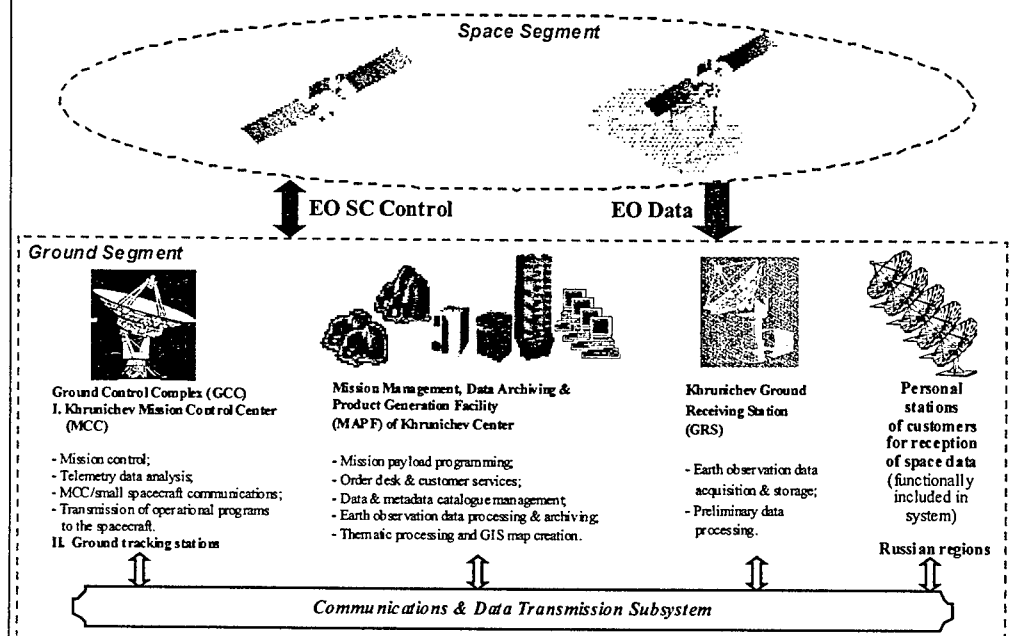 Space Segment
EO SC Control
EO Data
Ground Segment
Ground Control Complex (GCC)
I. Khrunichev Mission Control Center
(MCC)
- Mission control;
- Telemetry data analysis;
- MCC/small spacecraft communications;
- Transmission of operational programs
to the spacecraft.
II. Ground tracking stations
Mission Management, Data Archiving &
Product Generation Facility
(MAPF) of Khrunichev Center
- Mission payload programming;
- Order desk & customer services;
- Data & metadata catalogue management;
- Earth observation data processing & archiving;
- Thematic processing and GIS map creation.
Khrunichev Ground
Receiving Station
(GRS)
- Earth observation data
acquisition & storage;
- Preliminary data
processing.
Personal
stations
of customers
for reception
of space data
(functionally
included in
system)
Russian regions
Communications & Data Transmission Subsystem